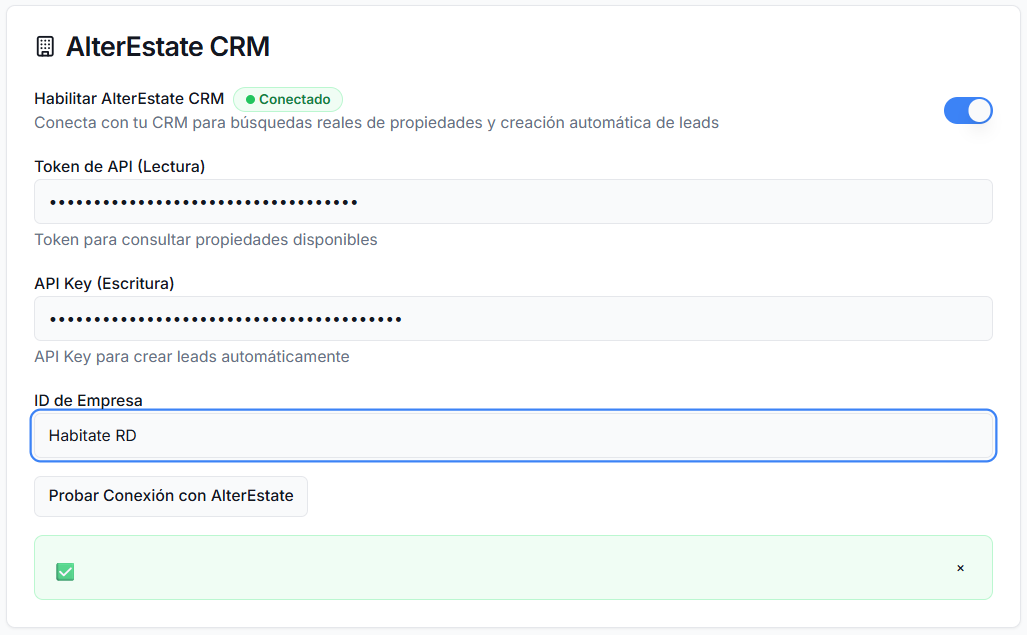 AlterEstate CRM
Habilitar AlterEstate CRM Conectado
Conecta con tu CRM para búsquedas reales de propiedades y creación automática de leads
Token de API (Lectura)
•••••••••••••••••••••••••••••••••••
Token para consultar propiedades disponibles
API Key (Escritura)
••••••••••••••••••••••••••••••••••••••••
API Key para crear leads automáticamente
ID de Empresa
Habitate RD
Probar Conexión con AlterEstate
✅ ×